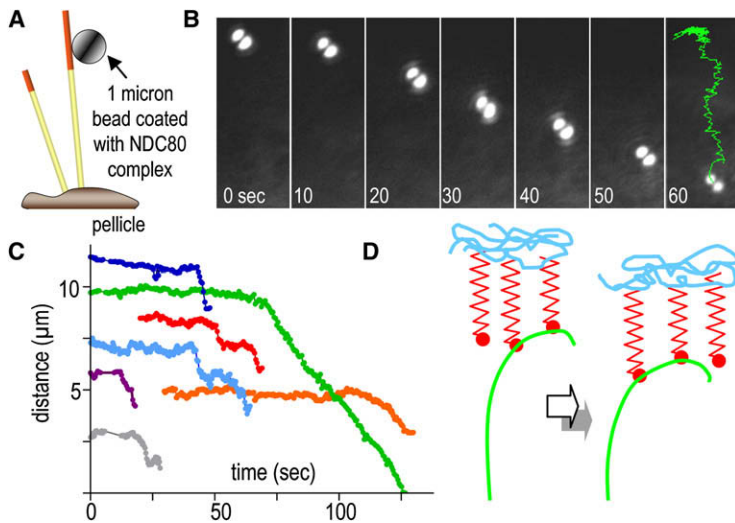 A
1 micron
bead coated
with NDC80
complex
pellicle
B
0 sec
10
20
30
40
50
60
C
distance (µm)
10
5
time (sec)
0
50
100
D